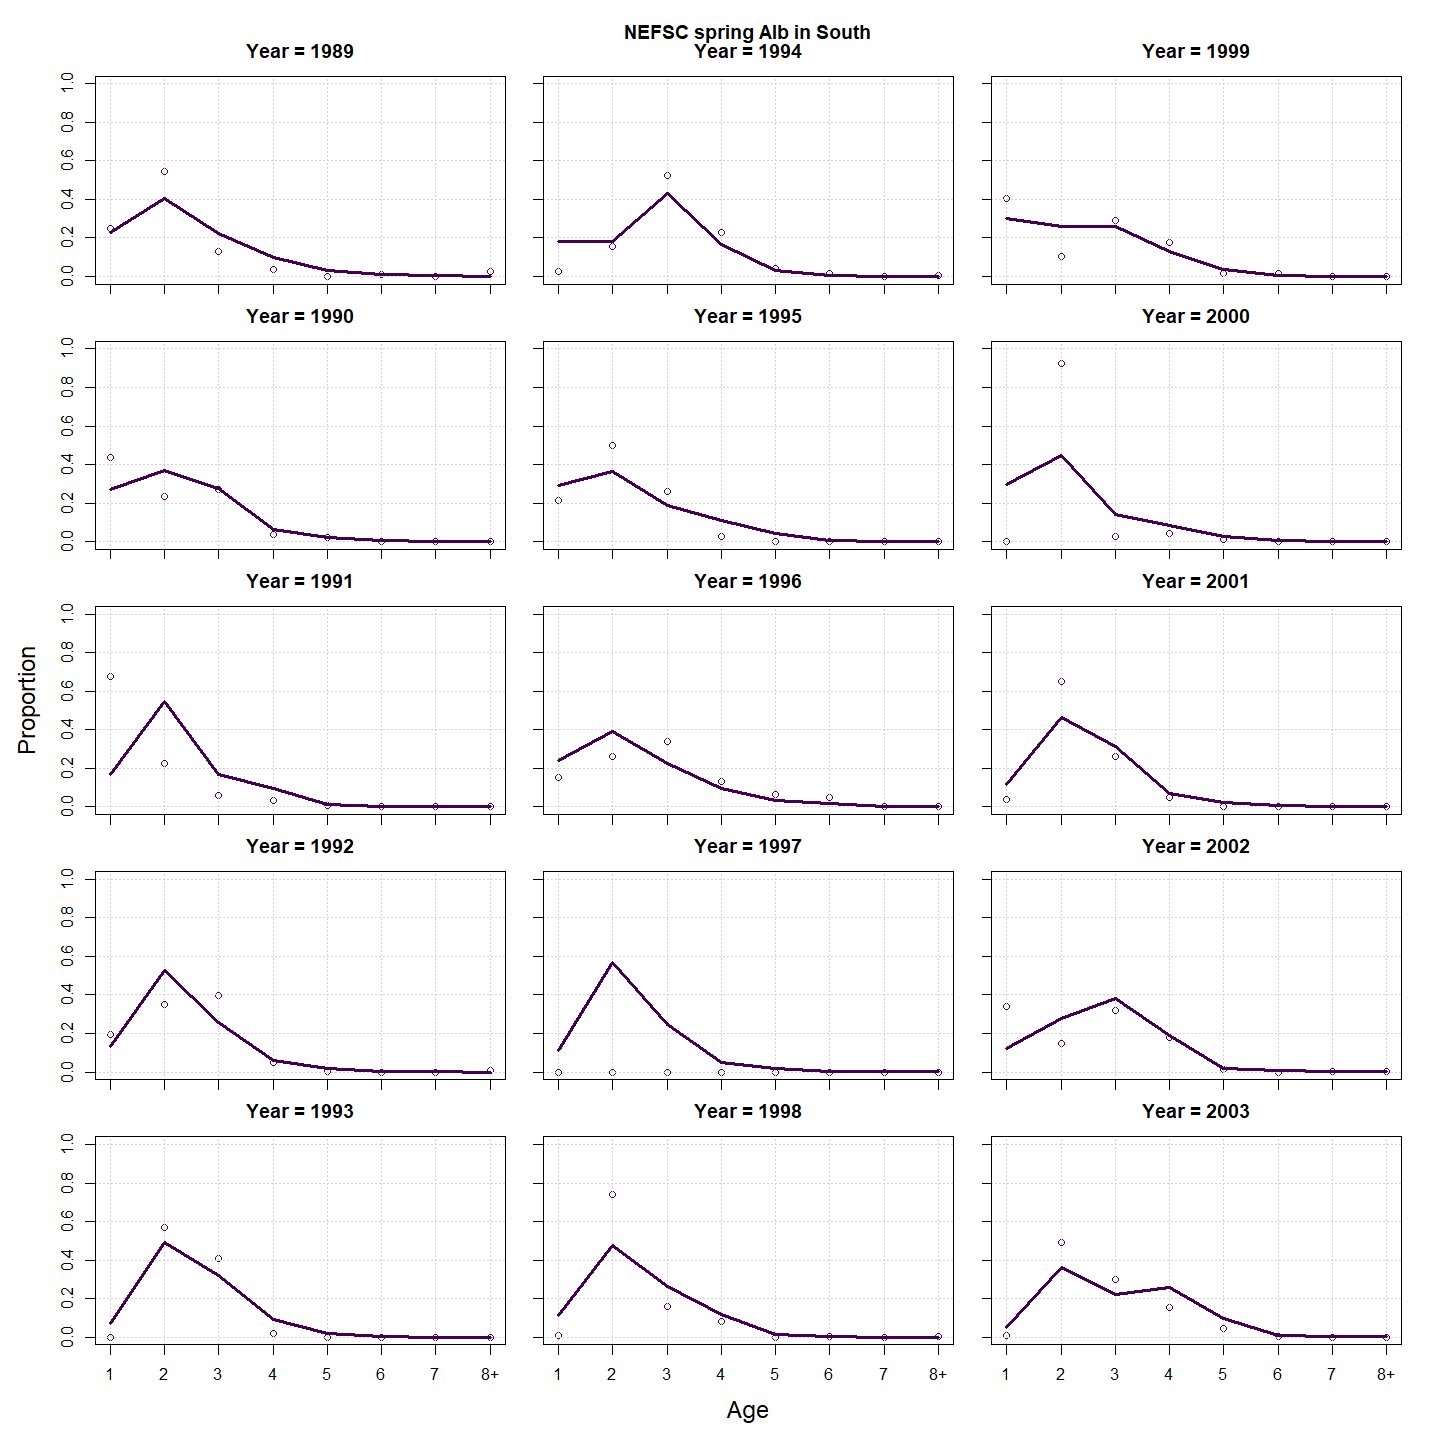 NEFSC spring Alb in South
Year = 1989
Year = 1994
Year = 1999
1.0
0.8
0.6
0.4
0.2
0.0
Year = 1990
Year = 1995
Year = 2000
1.0
0.8
0.6
0.4
0.2
0.0
Year = 1991
Year = 1996
Year = 2001
1.0
0.8
0.6
0.4
0.2
0.0
Proportion
Year = 1992
Year = 1997
Year = 2002
1.0
0.8
0.6
0.4
0.2
0.0
Year = 1993
Year = 1998
Year = 2003
1.0
0.8
0.6
0.4
0.2
0.0
1 2 3 4 5 6 7 8+
1 2 3 4 5 6 7 8+
1 2 3 4 5 6 7 8+
Age